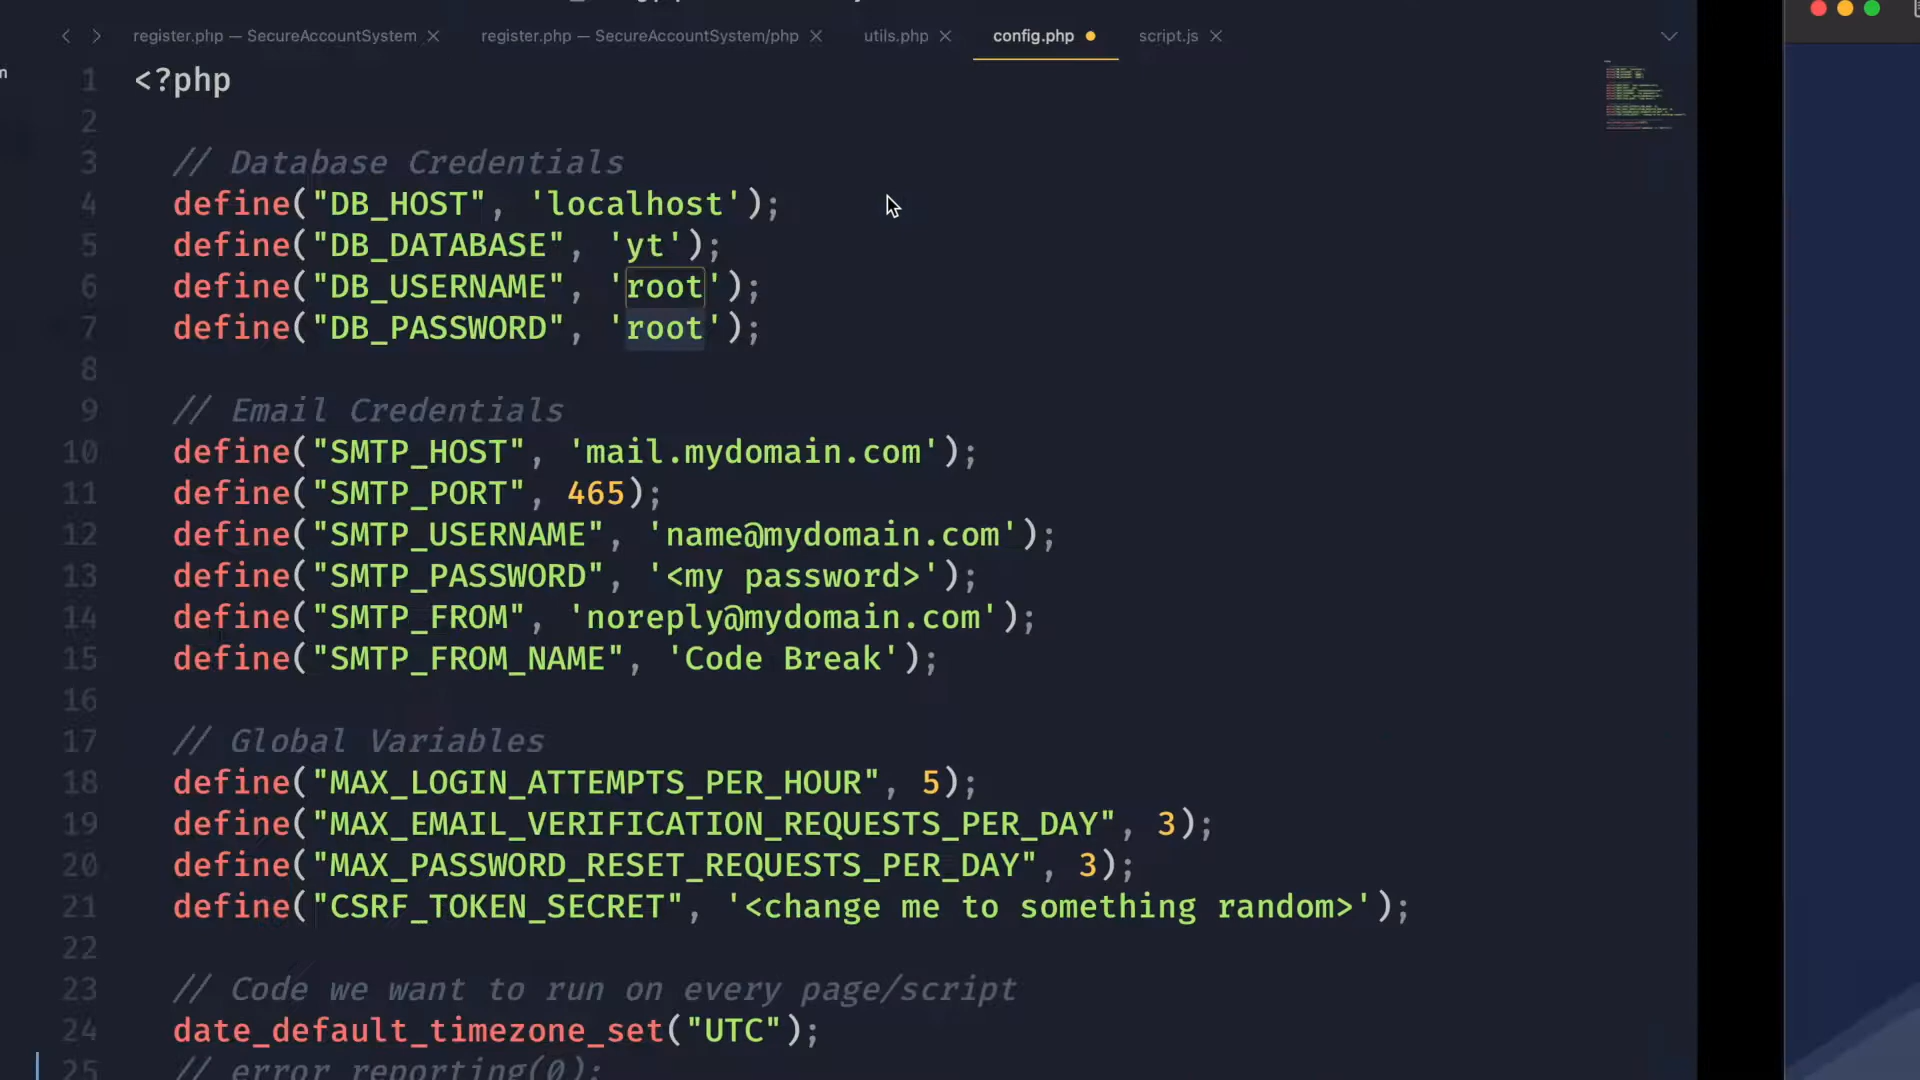 register.php — SecureAccountSystem
register.php — SecureAccountSystem/php
utils.php
config.php
script.js
1 <?php
2
3 // Database Credentials
4 define("DB_HOST", 'localhost');
5 define("DB_DATABASE", 'yt');
6 define("DB_USERNAME", 'root');
7 define("DB_PASSWORD", 'root');
8
9 // Email Credentials
10 define("SMTP_HOST", 'mail.mydomain.com');
11 define("SMTP_PORT", 465);
12 define("SMTP_USERNAME", 'name@mydomain.com');
13 define("SMTP_PASSWORD", '<my password>');
14 define("SMTP_FROM", 'noreply@mydomain.com');
15 define("SMTP_FROM_NAME", 'Code Break');
16
17 // Global Variables
18 define("MAX_LOGIN_ATTEMPTS_PER_HOUR", 5);
19 define("MAX_EMAIL_VERIFICATION_REQUESTS_PER_DAY", 3);
20 define("MAX_PASSWORD_RESET_REQUESTS_PER_DAY", 3);
21 define("CSRF_TOKEN_SECRET", '<change me to something random>');
22
23 // Code we want to run on every page/script
24 date_default_timezone_set("UTC");
25 // error_reporting(0);